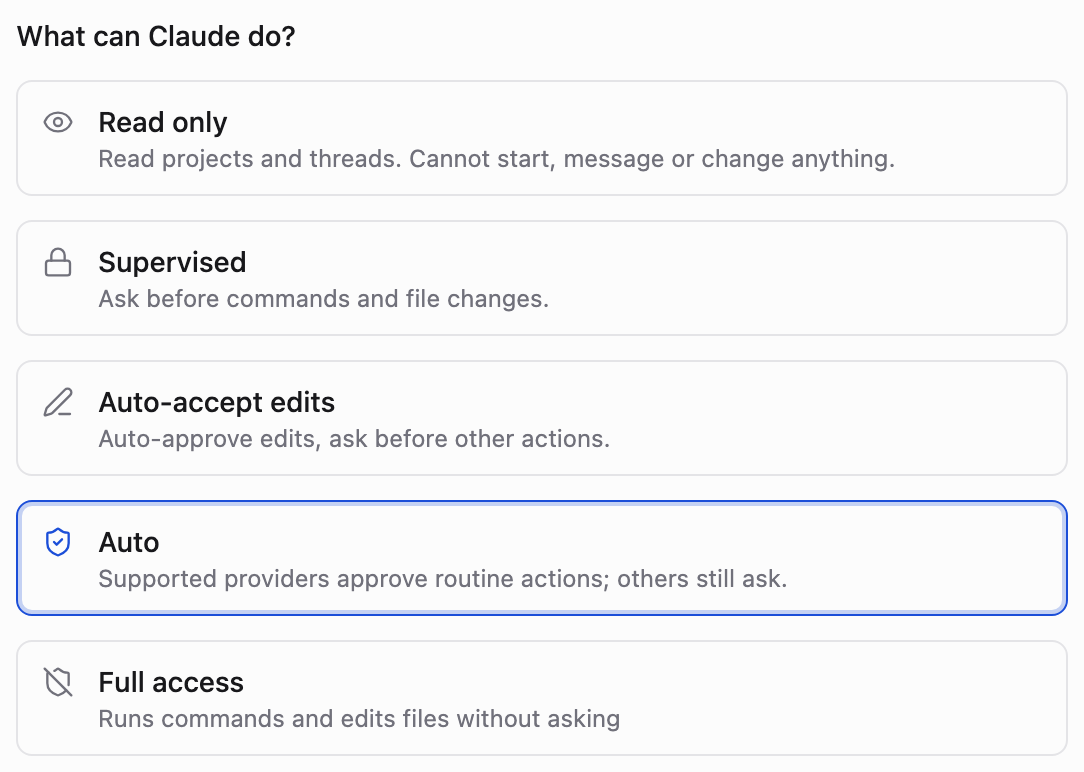 What can Claude do?
Read only
Read projects and threads. Cannot start, message or change anything.
Supervised
Ask before commands and file changes.
Auto-accept edits
Auto-approve edits, ask before other actions.
Auto
Supported providers approve routine actions; others still ask.
Full access
Runs commands and edits files without asking